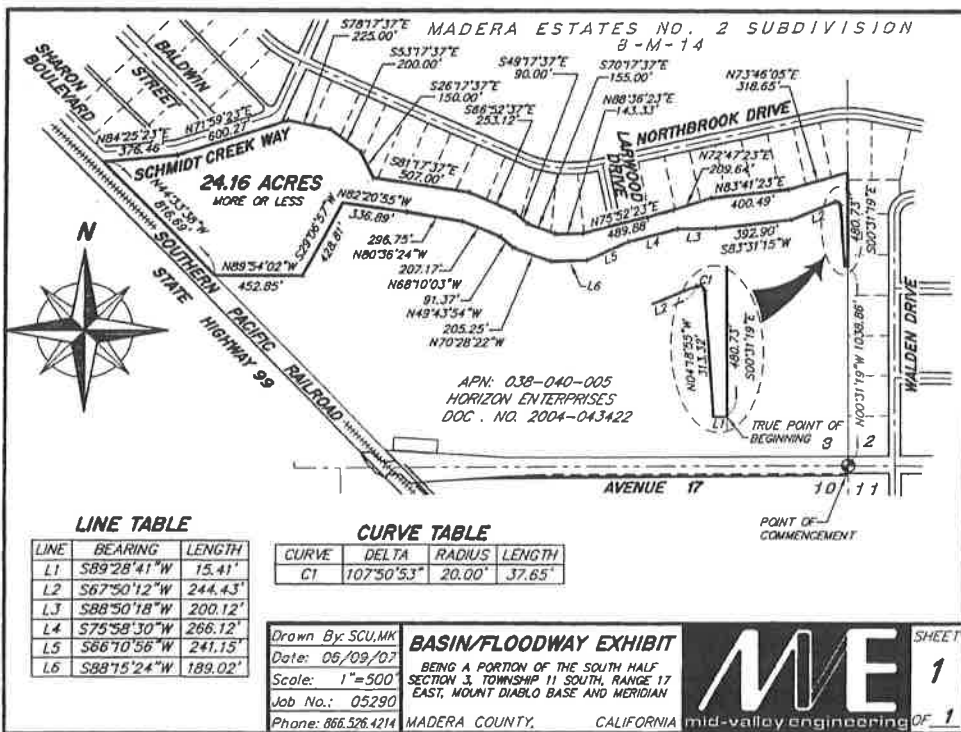 MADERA ESTATES NO. 2 SUBDIVISION
8-M-14
S78°17'37"E
225.00'
S53°17'37"E
200.00'
S26°17'37"E
150.00'
S66°52'37"E
253.12'
S49°17'37"E
90.00'
S70°17'37"E
155.00'
N88°36'23"E
143.33'
N73°46'05"E
318.65'
SHARON
BOULEVARD
BALDWIN
STREET
N84°25'23"E
376.46
N71°59'23"E
600.27
SCHMIDT CREEK WAY
LARWOOD
DRIVE
NORTHBROOK DRIVE
N72°47'23"E
209.64'
S81°17'37"E
507.00'
N83°41'23"E
400.49'
N75°52'23"E
489.88'
24.16 ACRES
MORE OR LESS
N44°33'38"W
816.69'
N82°20'55"W
336.89'
S29°06'57"W
428.81'
N89°54'02"W
452.85'
296.75'
N80°36'24"W
207.17'
N68°10'03"W
91.37'
N49°43'54"W
205.25'
N70°28'22"W
L6
L5
L4
L3
392.90'
S83°31'15"W
L2
480.73'
S00°31'19"E
N
SOUTHERN PACIFIC RAILROAD
STATE HIGHWAY 99
C1
L2
N04°18'55"W
313.32'
480.73'
S00°31'19"E
L1
TRUE POINT OF
BEGINNING
N00°31'19"W 1038.86'
WALDEN DRIVE
APN: 038-040-005
HORIZON ENTERPRISES
DOC . NO. 2004-043422
3 2
10 11
AVENUE 17
POINT OF
COMMENCEMENT
LINE TABLE
LINE BEARING LENGTH
L1 S89°28'41"W 15.41'
L2 S67°50'12"W 244.43'
L3 S88°50'18"W 200.12'
L4 S75°58'30"W 266.12'
L5 S66°10'56"W 241.15'
L6 S88°15'24"W 189.02'
CURVE TABLE
CURVE DELTA RADIUS LENGTH
C1 107°50'53" 20.00' 37.65'
Drawn By: SCU,MK
Date: 06/09/07
Scale: 1"=500'
Job No.: 05290
Phone: 866.526.4214
BASIN/FLOODWAY EXHIBIT
BEING A PORTION OF THE SOUTH HALF
SECTION 3, TOWNSHIP 11 SOUTH, RANGE 17
EAST, MOUNT DIABLO BASE AND MERIDIAN
MADERA COUNTY, CALIFORNIA
MVE
mid-valley engineering
SHEET
1
OF 1